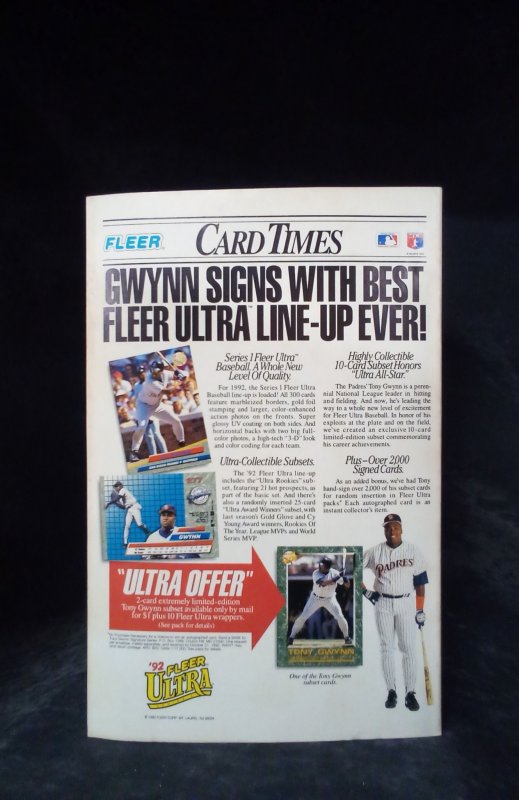 FLEER
CARD TIMES
GWYNN SIGNS WITH BEST
FLEER ULTRA LINE-UP EVER!
Series 1 Fleer Ultra™
Baseball. A Whole New
Level Of Quality.
For 1992, the Series 1 Fleer Ultra
Baseball line-up is loaded! All 300 cards
feature marbleized borders, gold foil
stamping and larger, color-enhanced
action photos on the fronts. Super
glossy UV coating on both sides. And
horizontal backs with two big full-
color photos, a high-tech "3-D" look
and color coding for each team.
Ultra-Collectible Subsets.
The '92 Fleer Ultra line-up
includes the "Ultra Rookies" sub-
set, featuring 21 hot prospects, as
part of the basic set. And there's
also a randomly inserted 25-card
"Ultra Award Winners" subset, with
last season's Gold Glove and Cy
Young Award winners, Rookies Of
The Year, League MVPs and World
Series MVP.
Highly Collectible
10-Card Subset Honors
"Ultra All-Star."
The Padres' Tony Gwynn is a peren-
nial National League leader in hitting
and fielding. And now, he's leading the
way to a whole new level of excitement
for Fleer Ultra Baseball. In honor of his
exploits at the plate and on the field,
we've created an exclusive 10-card
limited-edition subset commemorating
his career achievements.
Plus–Over 2,000
Signed Cards.
As an added bonus, we've had Tony
hand-sign over 2,000 of his subset cards
for random insertion in Fleer Ultra
packs* Each autographed card is an
instant collector's item.
GWYNN
PADRES
"ULTRA OFFER"
2-card extremely limited-edition
Tony Gwynn subset available only by mail
for $1 plus 10 Fleer Ultra wrappers.
(See pack for details)
TONY GWYNN
One of the Tony Gwynn
subset cards.
'92 FLEER
ULTRA